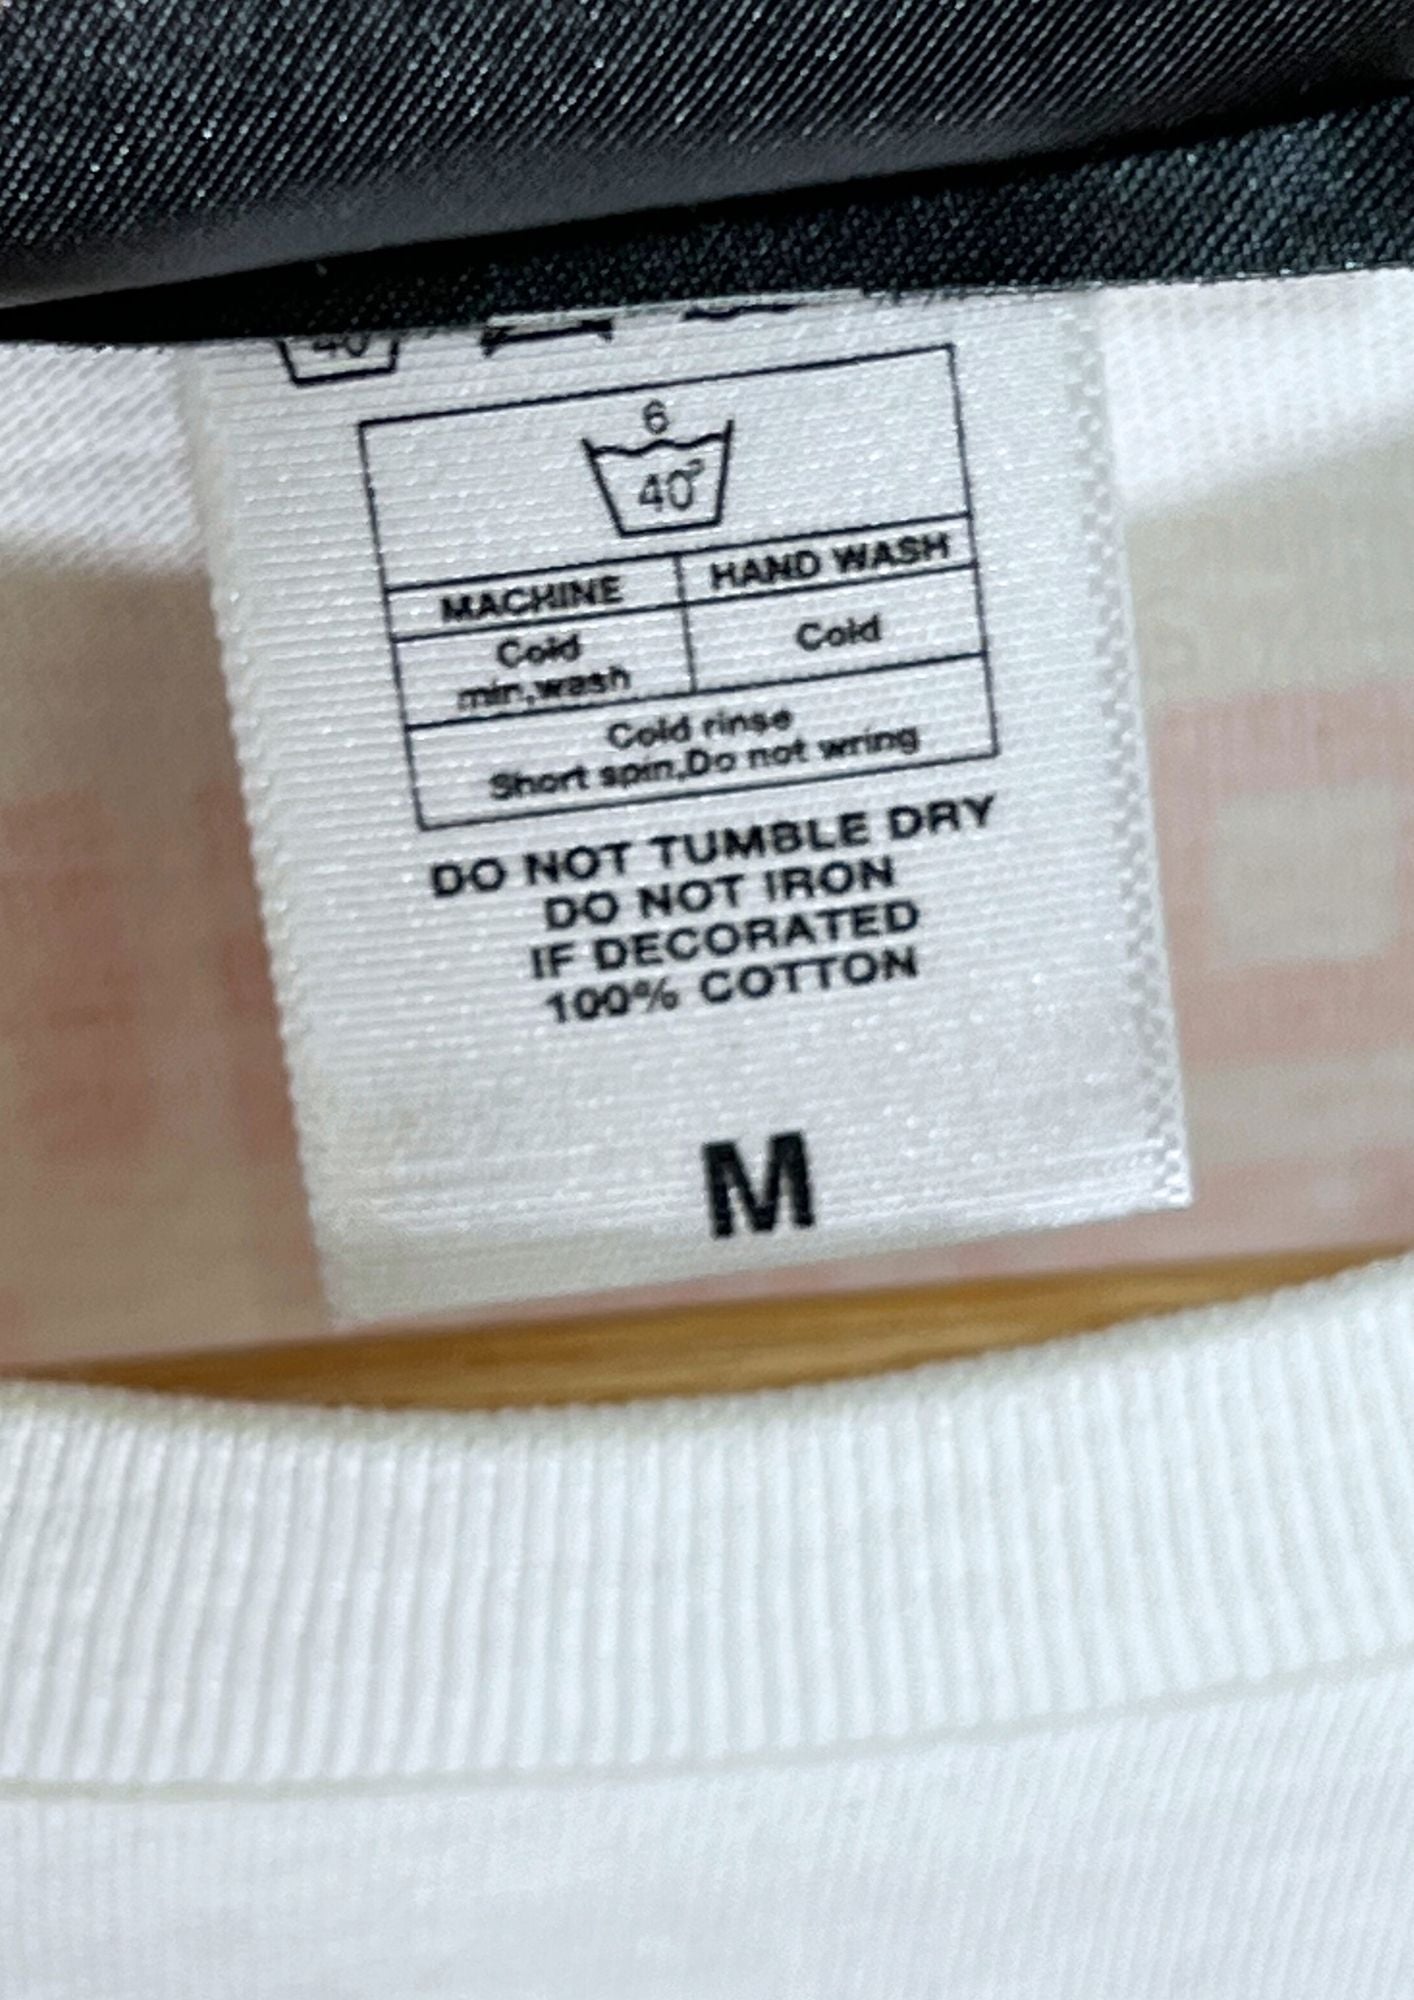 40
6
40°
MACHINE HAND WASH
Cold Cold
min,wash
Cold rinse
Short spin,Do not wring
DO NOT TUMBLE DRY
DO NOT IRON
IF DECORATED
100% COTTON
M